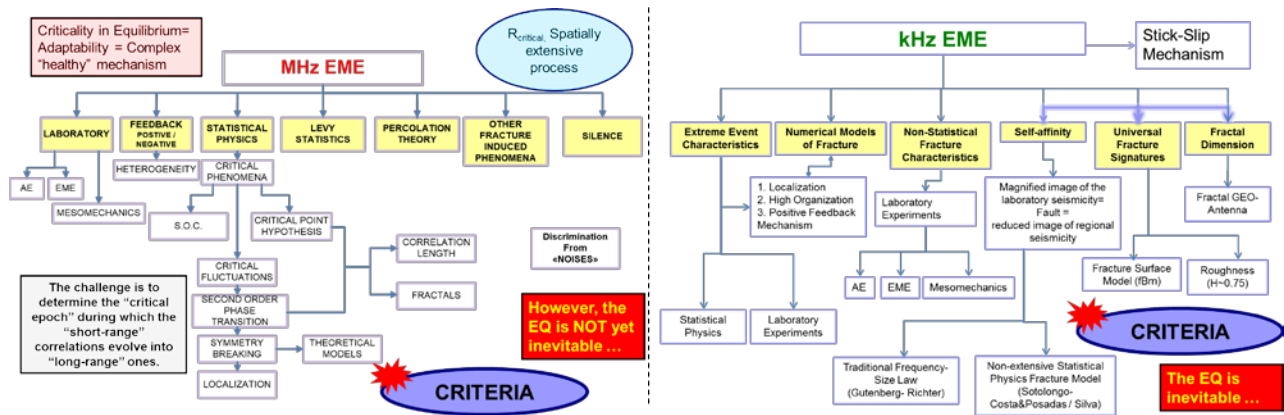 Criticality in Equilibrium=
Adaptability = Complex
“healthy” mechanism
R_critical, Spatially
extensive
process
MHz EME
LABORATORY
FEEDBACK
POSTIVE /
NEGATIVE
STATISTICAL
PHYSICS
LEVY
STATISTICS
PERCOLATION
THEORY
OTHER
FRACTURE
INDUCED
PHENOMENA
SILENCE
AE
EME
MESOMECHANICS
HETEROGENEITY
CRITICAL
PHENOMENA
S.O.C.
CRITICAL POINT
HYPOTHESIS
CORRELATION
LENGTH
FRACTALS
Discrimination
From
«NOISES»
CRITICAL
FLUCTUATIONS
SECOND ORDER
PHASE
TRANSITION
SYMMETRY
BREAKING
THEORETICAL
MODELS
LOCALIZATION
The challenge is to
determine the “critical
epoch” during which the
“short-range”
correlations evolve into
“long-range” ones.
However, the
EQ is NOT yet
inevitable …
CRITERIA
kHz EME
Stick-Slip
Mechanism
Extreme Event
Characteristics
Numerical Models
of Fracture
Non-Statistical
Fracture
Characteristics
Self-affinity
Universal
Fracture
Signatures
Fractal
Dimension
1. Localization
2. High Organization
3. Positive Feedback
Mechanism
Laboratory
Experiments
Magnified image of the
laboratory seismicity=
Fault =
reduced image of regional
seismicity
Fractal GEO-
Antenna
AE
EME
Mesomechanics
Fracture Surface
Model (fBm)
Roughness
(H~0.75)
Statistical
Physics
Laboratory
Experiments
Traditional Frequency-
Size Law
(Gutenberg- Richter)
Non-extensive Statistical
Physics Fracture Model
(Sotolongo-
Costa&Posadas / Silva)
CRITERIA
The EQ is
inevitable …